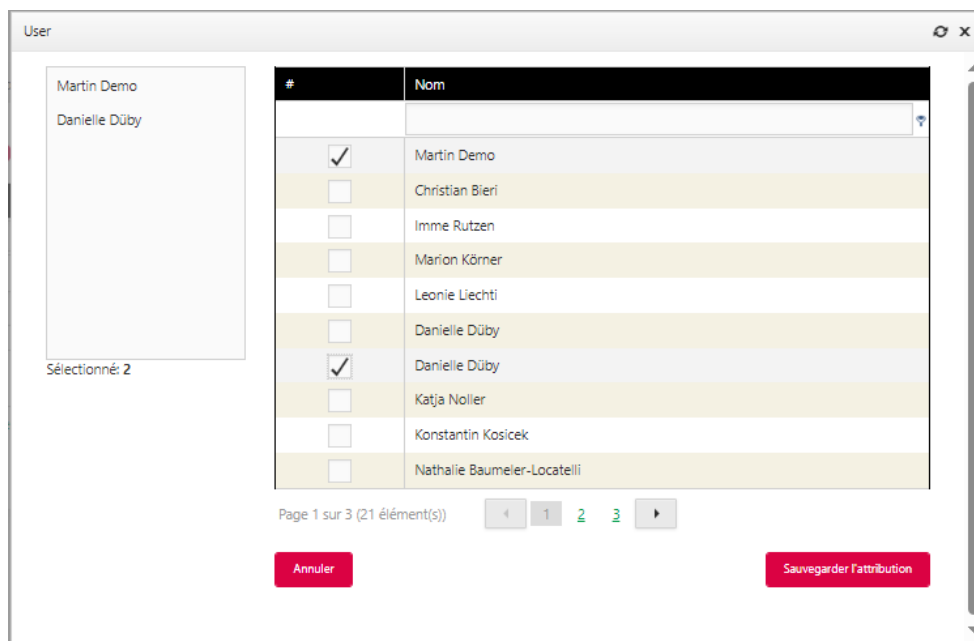 User
Martin Demo
Danielle Düby
Sélectionné: 2
# Nom
Martin Demo
Christian Bieri
Imme Rutzen
Marion Körner
Leonie Liechti
Danielle Düby
Danielle Düby
Katja Noller
Konstantin Kosicek
Nathalie Baumeler-Locatelli
Page 1 sur 3 (21 élément(s)) 1 2 3
Annuler Sauvegarder l'attribution